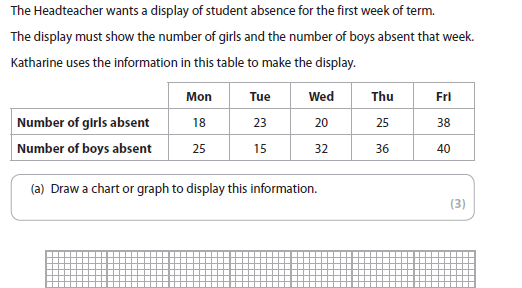 The Headteacher wants a display of student absence for the first week of term.
The display must show the number of girls and the number of boys absent that week.
Katharine uses the information in this table to make the display.
Mon Tue Wed Thu Fri
Number of girls absent 18 23 20 25 38
Number of boys absent 25 15 32 36 40
(a) Draw a chart or graph to display this information.
(3)